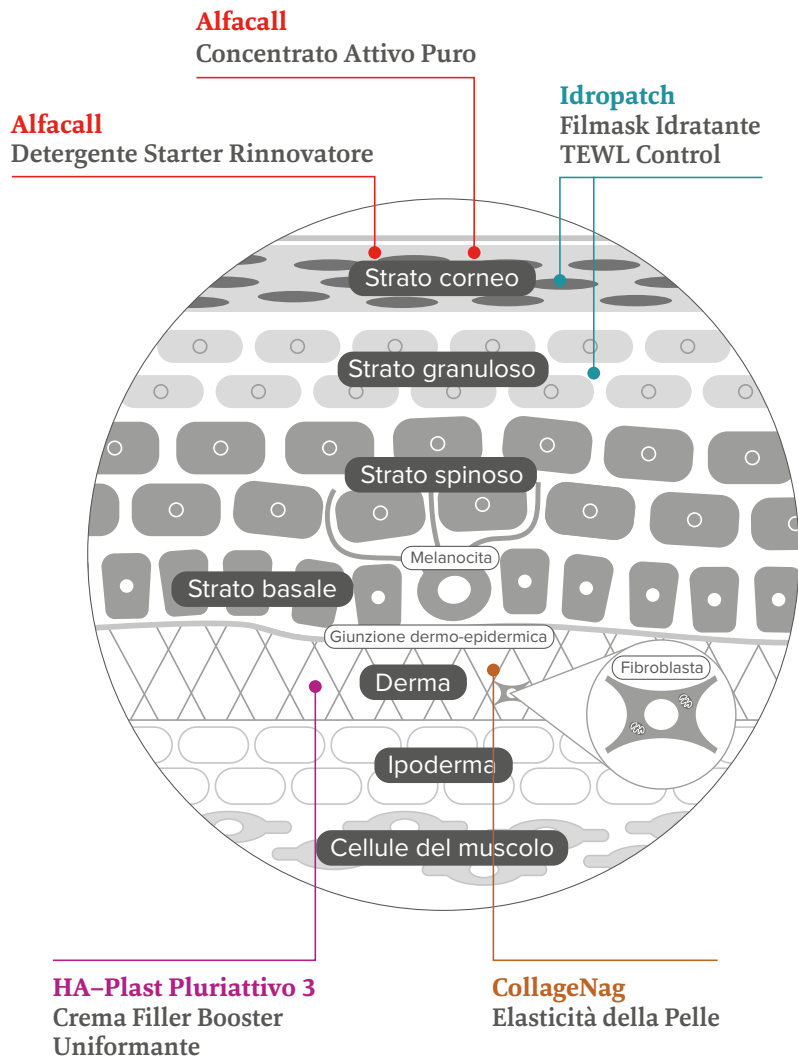 Alfacall
Concentrato Attivo Puro
Alfacall
Detergente Starter Rinnovatore
Idropatch
Filmask Idratante
TEWL Control
Strato corneo
Strato granuloso
Strato spinoso
Melanocita
Strato basale
Giunzione dermo-epidermica
Fibroblasta
Derma
Ipoderma
Cellule del muscolo
HA–Plast Pluriattivo 3
Crema Filler Booster
Uniformante
CollageNag
Elasticità della Pelle